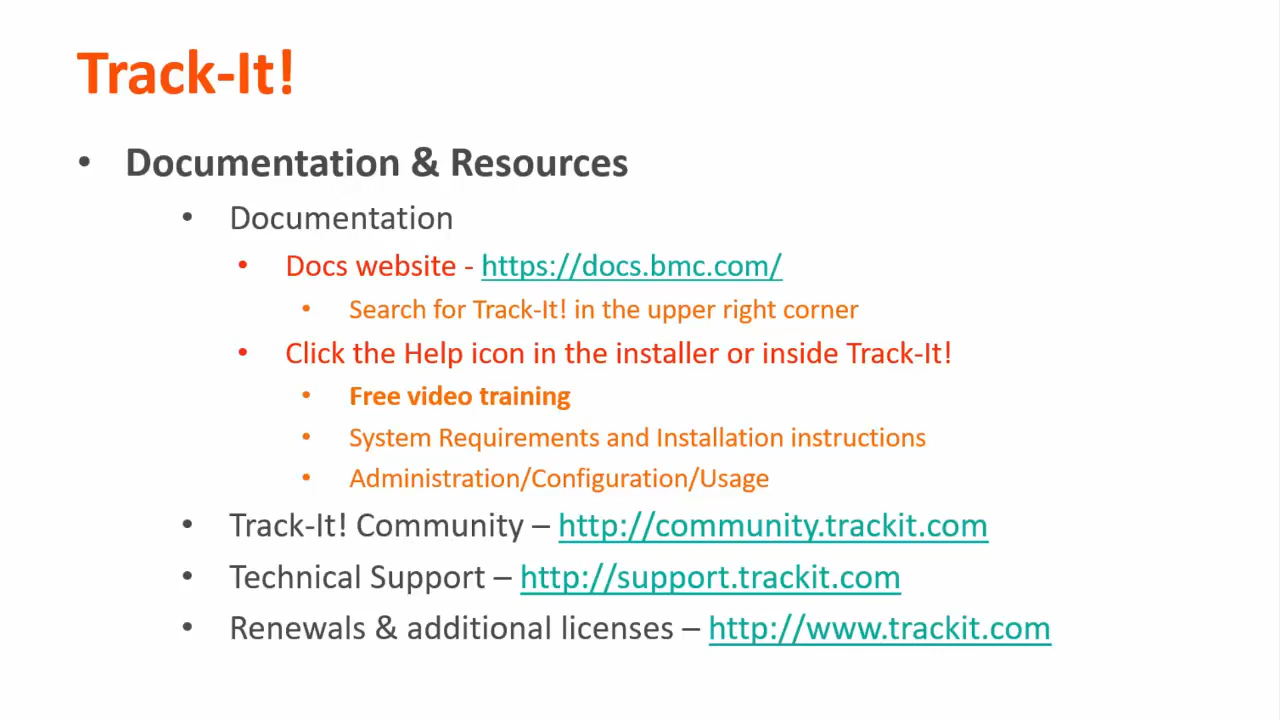 Track-It!
• Documentation & Resources
• Documentation
• Docs website - https://docs.bmc.com/
• Search for Track-It! in the upper right corner
• Click the Help icon in the installer or inside Track-It!
• Free video training
• System Requirements and Installation instructions
• Administration/Configuration/Usage
• Track-It! Community – http://community.trackit.com
• Technical Support – http://support.trackit.com
• Renewals & additional licenses – http://www.trackit.com